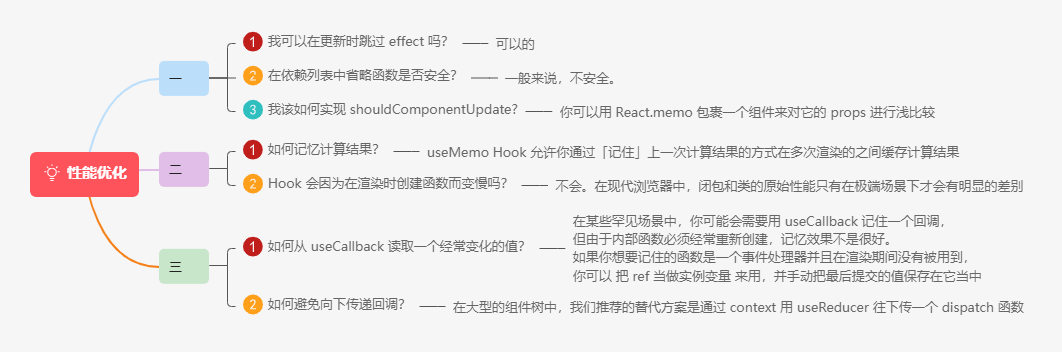 性能优化
一
1 我可以在更新时跳过 effect 吗？ 可以的
2 在依赖列表中省略函数是否安全？ 一般来说，不安全。
3 我该如何实现 shouldComponentUpdate? 你可以用 React.memo 包裹一个组件来对它的 props 进行浅比较
二
1 如何记忆计算结果？ useMemo Hook 允许你通过「记住」上一次计算结果的方式在多次渲染的之间缓存计算结果
2 Hook 会因为在渲染时创建函数而变慢吗？ 不会。在现代浏览器中，闭包和类的原始性能只有在极端场景下才会有明显的差别
三
1 如何从 useCallback 读取一个经常变化的值？
在某些罕见场景中，你可能会需要用 useCallback 记住一个回调，
但由于内部函数必须经常重新创建，记忆效果不是很好。
如果你想要记住的函数是一个事件处理器并且在渲染期间没有被用到，
你可以 把 ref 当做实例变量 来用，并手动把最后提交的值保存在它当中
2 如何避免向下传递回调？ 在大型的组件树中，我们推荐的替代方案是通过 context 用 useReducer 往下传一个 dispatch 函数